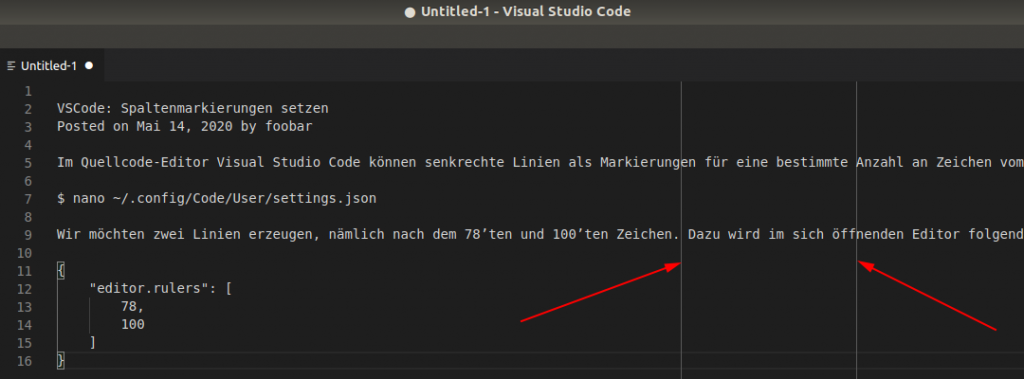 ● Untitled-1 - Visual Studio Code
Untitled-1 ●
1
2 VSCode: Spaltenmarkierungen setzen
3 Posted on Mai 14, 2020 by foobar
4
5 Im Quellcode-Editor Visual Studio Code können senkrechte Linien als Markierungen für eine bestimmte Anzahl an Zeichen vom
6
7 $ nano ~/.config/Code/User/settings.json
8
9 Wir möchten zwei Linien erzeugen, nämlich nach dem 78’ten und 100’ten Zeichen. Dazu wird im sich öffnenden Editor folgend
10
11 {
12 "editor.rulers": [
13 78,
14 100
15 ]
16 }